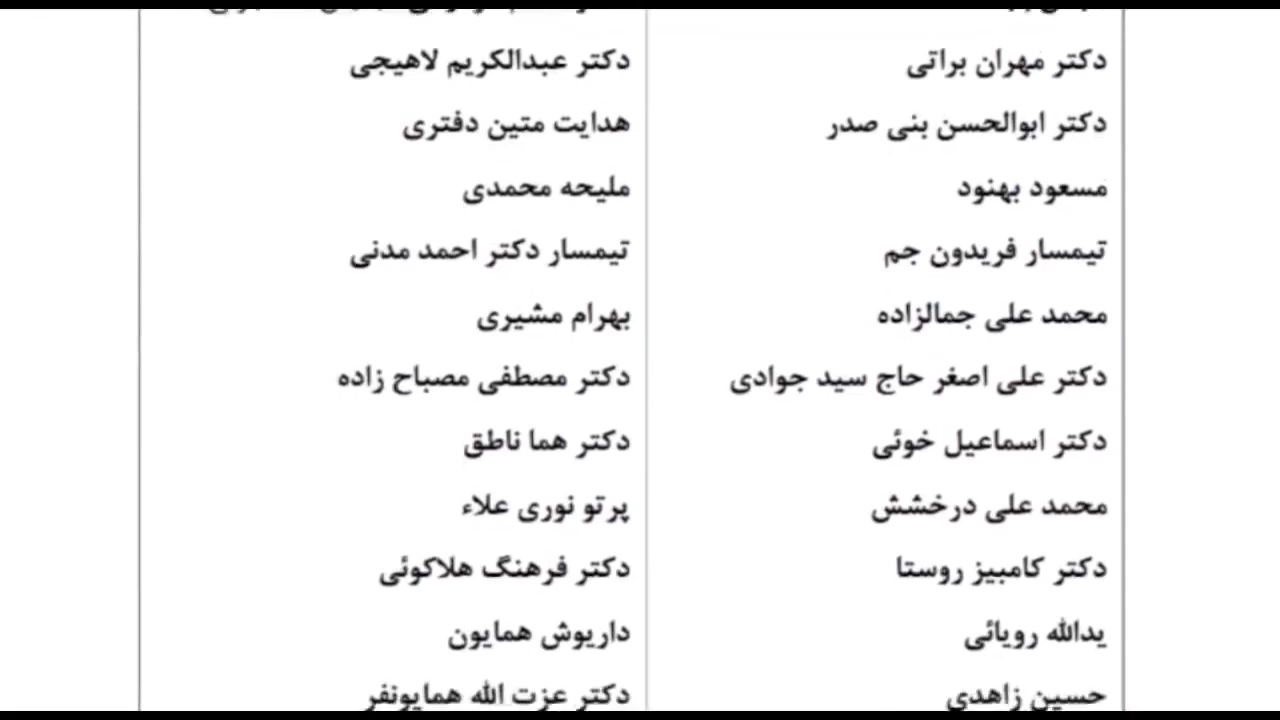 دکتر مهران براتی
دکتر ابوالحسن بنی صدر
مسعود بهنود
تیمسار فریدون جم
محمد علی جمالزاده
دکتر علی اصغر حاج سید جوادی
دکتر اسماعیل خوئی
محمد علی درخشش
دکتر کامبیز روستا
یدالله رویائی
حسین زاهدی
دکتر عبدالکریم لاهیجی
هدایت متین دفتری
ملیحه محمدی
تیمسار دکتر احمد مدنی
بهرام مشیری
دکتر مصطفی مصباح زاده
دکتر هما ناطق
پرتو نوری علاء
دکتر فرهنگ هلاکوئی
داریوش همایون
دکتر عزت الله همایونفر